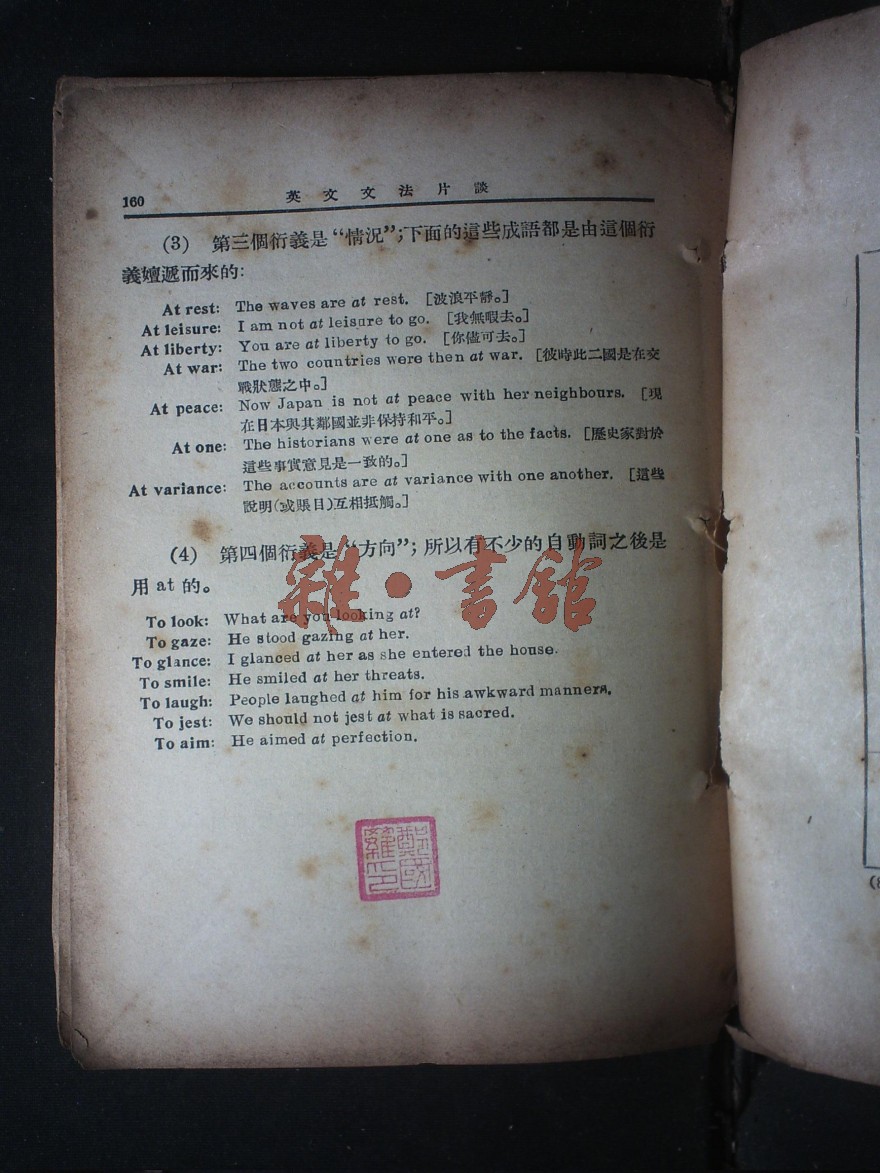 160
英文文法片談
(3) 第三個衍義是“情況”;下面的這些成語都是由這個衍
義嬗遞而來的:
At rest: The waves are at rest. [波浪平靜。]
At leisure: I am not at leisure to go. [我無暇去。]
At liberty: You are at liberty to go. [你儘可去。]
At war: The two countries were then at war. [彼時此二國是在交
戰狀態之中。]
At peace: Now Japan is not at peace with her neighbours. [現
在日本與其鄰國並非保持和平。]
At one: The historians were at one as to the facts. [歷史家對於
這些事實意見是一致的。]
At variance: The accounts are at variance with one another. [這些
說明(或賬目)互相抵觸。]
(4) 第四個衍義是“方向”; 所以有不少的自動詞之後是
用 at 的。
雜·書館
To look: What are you looking at?
To gaze: He stood gazing at her.
To glance: I glanced at her as she entered the house.
To smile: He smiled at her threats.
To laugh: People laughed at him for his awkward manners.
To jest: We should not jest at what is sacred.
To aim: He aimed at perfection.
(8